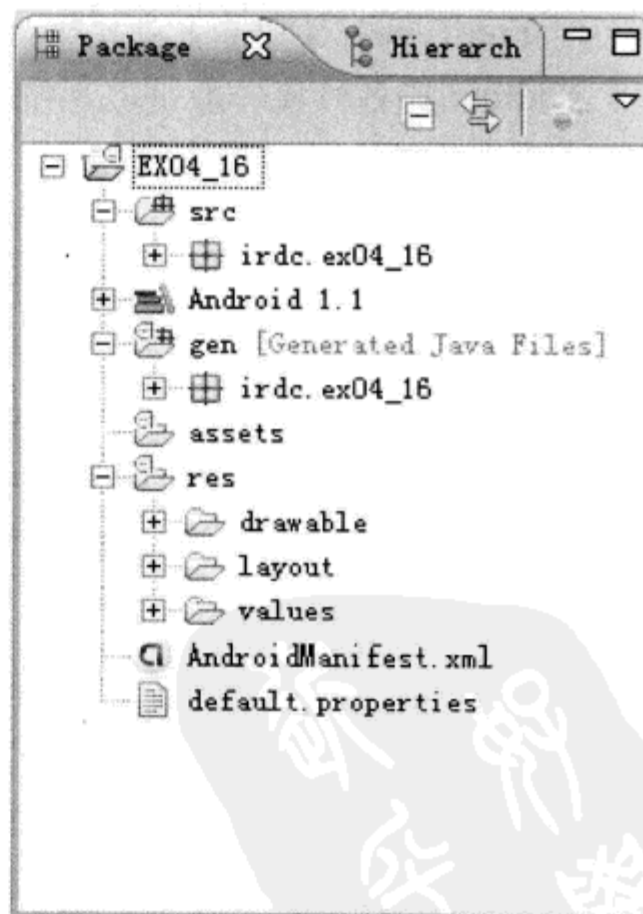 Package Hierarch
EX04_16
src
irdc.ex04_16
Android 1.1
gen [Generated Java Files]
irdc.ex04_16
assets
res
drawable
layout
values
AndroidManifest.xml
default.properties